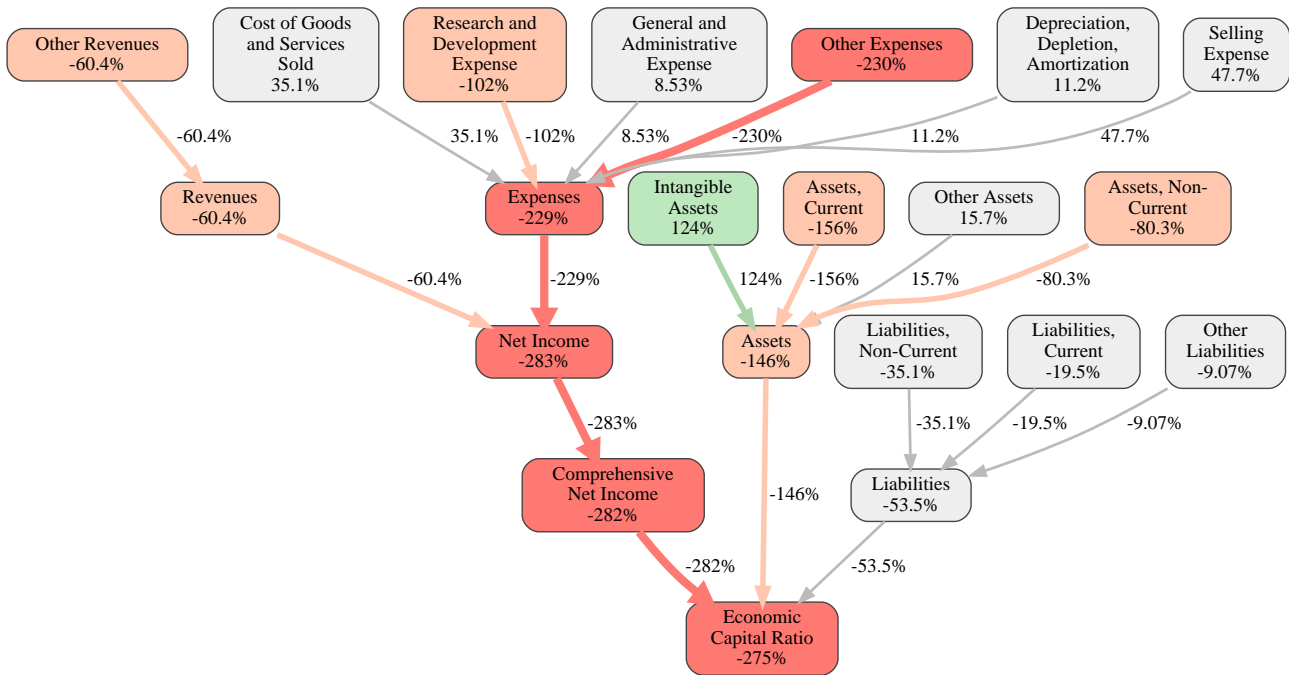 Other Revenues
-60.4%
Cost of Goods
and Services
Sold
35.1%
Research and
Development
Expense
-102%
General and
Administrative
Expense
8.53%
Other Expenses
-230%
Depreciation,
Depletion,
Amortization
11.2%
Selling
Expense
47.7%
-60.4%
35.1%
-102%
8.53%
-230%
11.2%
47.7%
Revenues
-60.4%
Expenses
-229%
Intangible
Assets
124%
Assets,
Current
-156%
Other Assets
15.7%
Assets, Non-
Current
-80.3%
-60.4%
-229%
124%
-156%
15.7%
-80.3%
Net Income
-283%
Assets
-146%
Liabilities,
Non-Current
-35.1%
Liabilities,
Current
-19.5%
Other
Liabilities
-9.07%
-283%
-35.1%
-19.5%
-9.07%
Comprehensive
Net Income
-282%
-146%
Liabilities
-53.5%
-282%
-53.5%
Economic
Capital Ratio
-275%